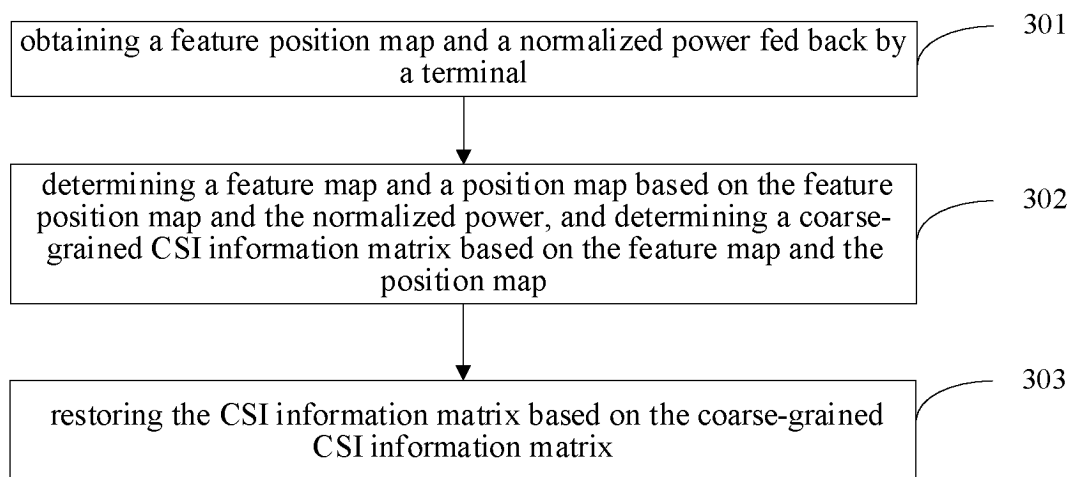 obtaining a feature position map and a normalized power fed back by
a terminal
301
determining a feature map and a position map based on the feature
position map and the normalized power, and determining a coarse-
grained CSI information matrix based on the feature map and the
position map
302
restoring the CSI information matrix based on the coarse-grained
CSI information matrix
303